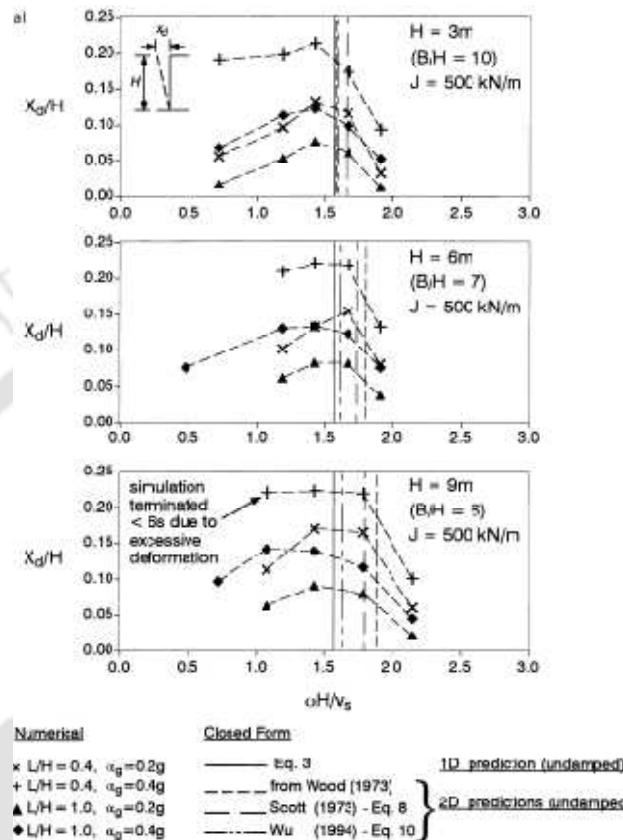 a)
x_d
H
X_d/H
0.25
0.20
0.15
0.10
0.05
0.00
0.0 0.5 1.0 1.5 2.0 2.5 3.0
H = 3m
(B/H = 10)
J = 500 kN/m
X_d/H
0.25
0.20
0.15
0.10
0.05
0.00
0.0 0.5 1.0 1.5 2.0 2.5 3.0
H = 6m
(B/H = 7)
J = 500 kN/m
X_d/H
0.25
0.20
0.15
0.10
0.05
0.00
0.0 0.5 1.0 1.5 2.0 2.5 3.0
simulation
terminated
< 6s due to
excessive
deformation
H = 9m
(B/H = 5)
J = 500 kN/m
ωH/v_s
Numerical
× L/H = 0.4, α_g=0.2g
+ L/H = 0.4, α_g=0.4g
▲ L/H = 1.0, α_g=0.2g
◆ L/H = 1.0, α_g=0.4g
Closed Form
Eq. 3
from Wood (1973)
Scott (1973) - Eq. 8
Wu (1994) - Eq. 10
1D prediction (undamped)
2D predictions (undamped